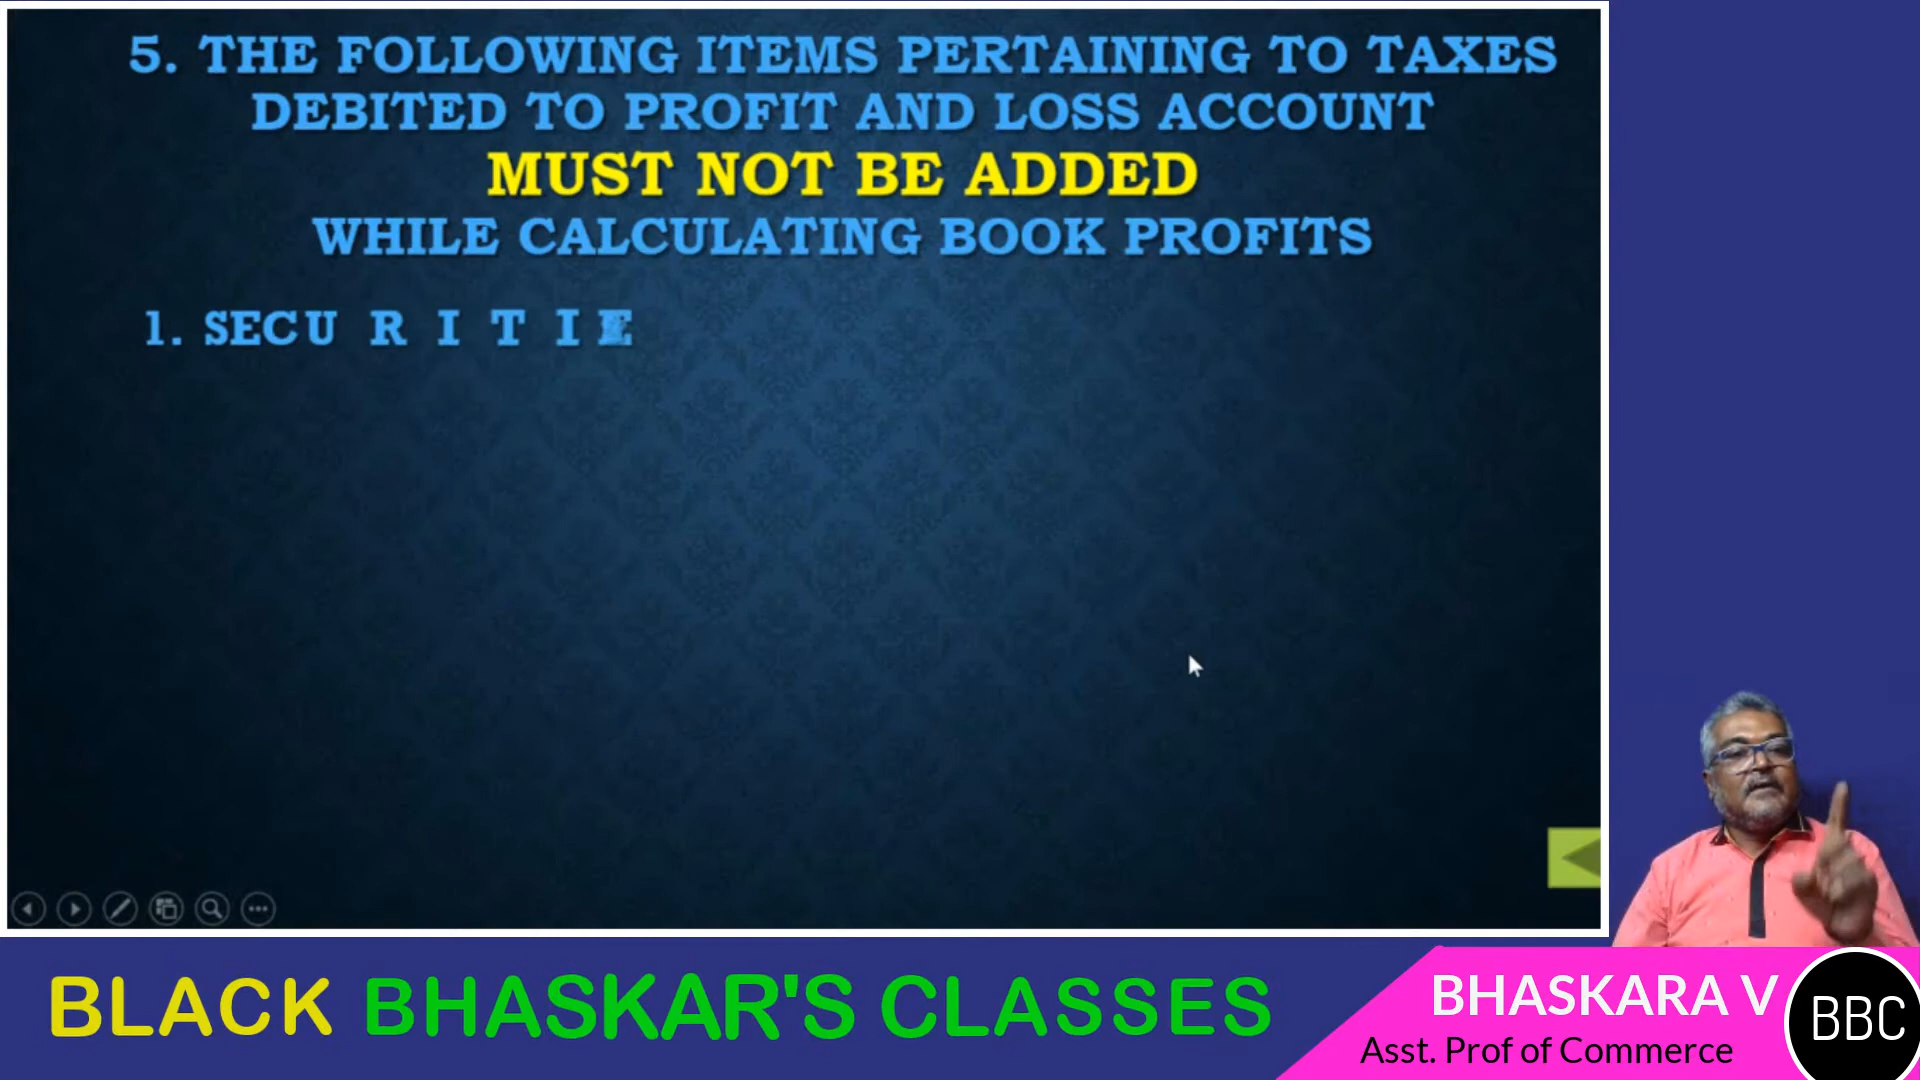 5. THE FOLLOWING ITEMS PERTAINING TO TAXES
DEBITED TO PROFIT AND LOSS ACCOUNT
MUST NOT BE ADDED
WHILE CALCULATING BOOK PROFITS
1. SECURITIE
BLACK BHASKAR'S CLASSES
BHASKARA V
Asst. Prof of Commerce
BBC